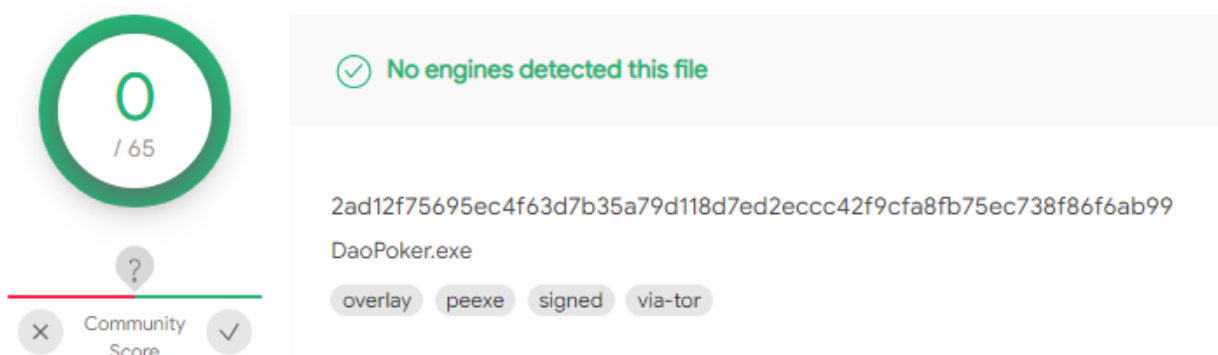 0
/ 65
No engines detected this file
2ad12f75695ec4f63d7b35a79d118d7ed2eccc42f9cfa8fb75ec738f86f6ab99
DaoPoker.exe
overlay peexe signed via-tor
?
Community
Score